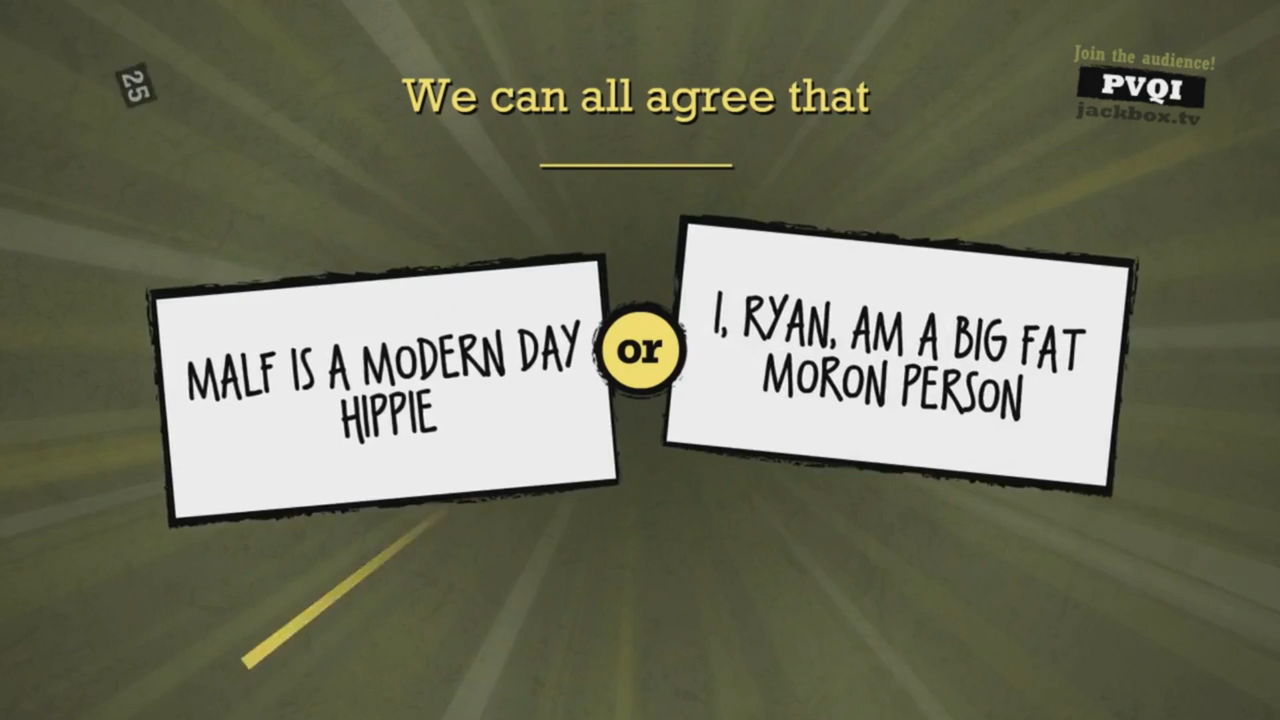 25
We can all agree that
Join the audience!
PVQI
jackbox.tv
MALF IS A MODERN DAY
HIPPIE
or
I, RYAN, AM A BIG FAT
MORON PERSON